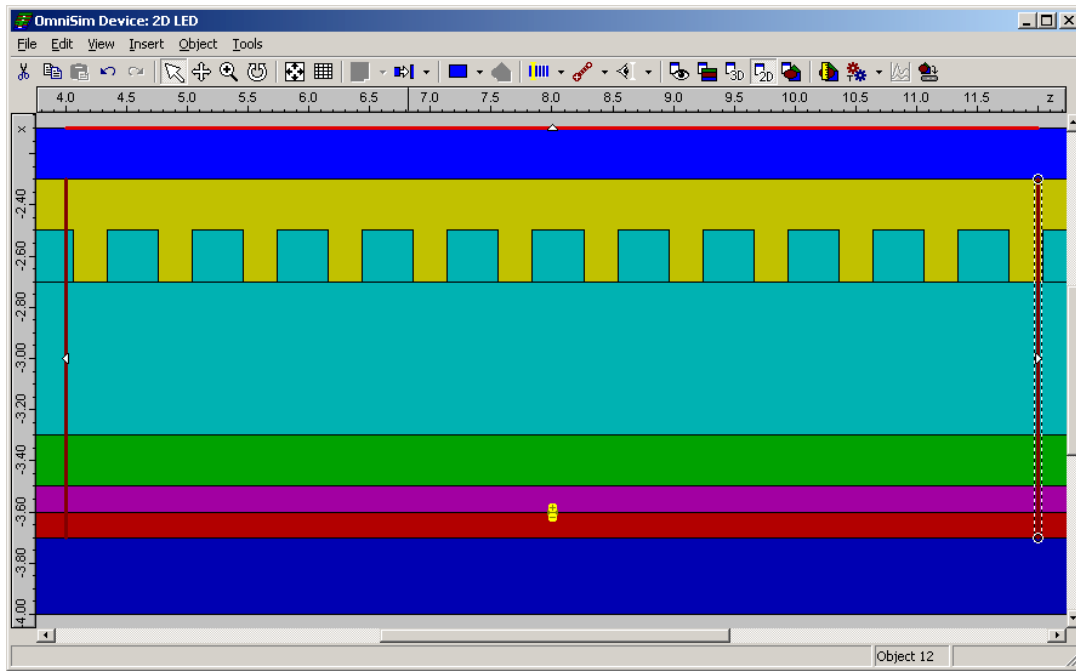 OmniSim Device: 2D LED
File Edit View Insert Object Tools
3D 2D
4.0 4.5 5.0 5.5 6.0 6.5 7.0 7.5 8.0 8.5 9.0 9.5 10.0 10.5 11.0 11.5 z
x
-2.40
-2.60
-2.80
-3.00
-3.20
-3.40
-3.60
-3.80
-4.00
Object 12